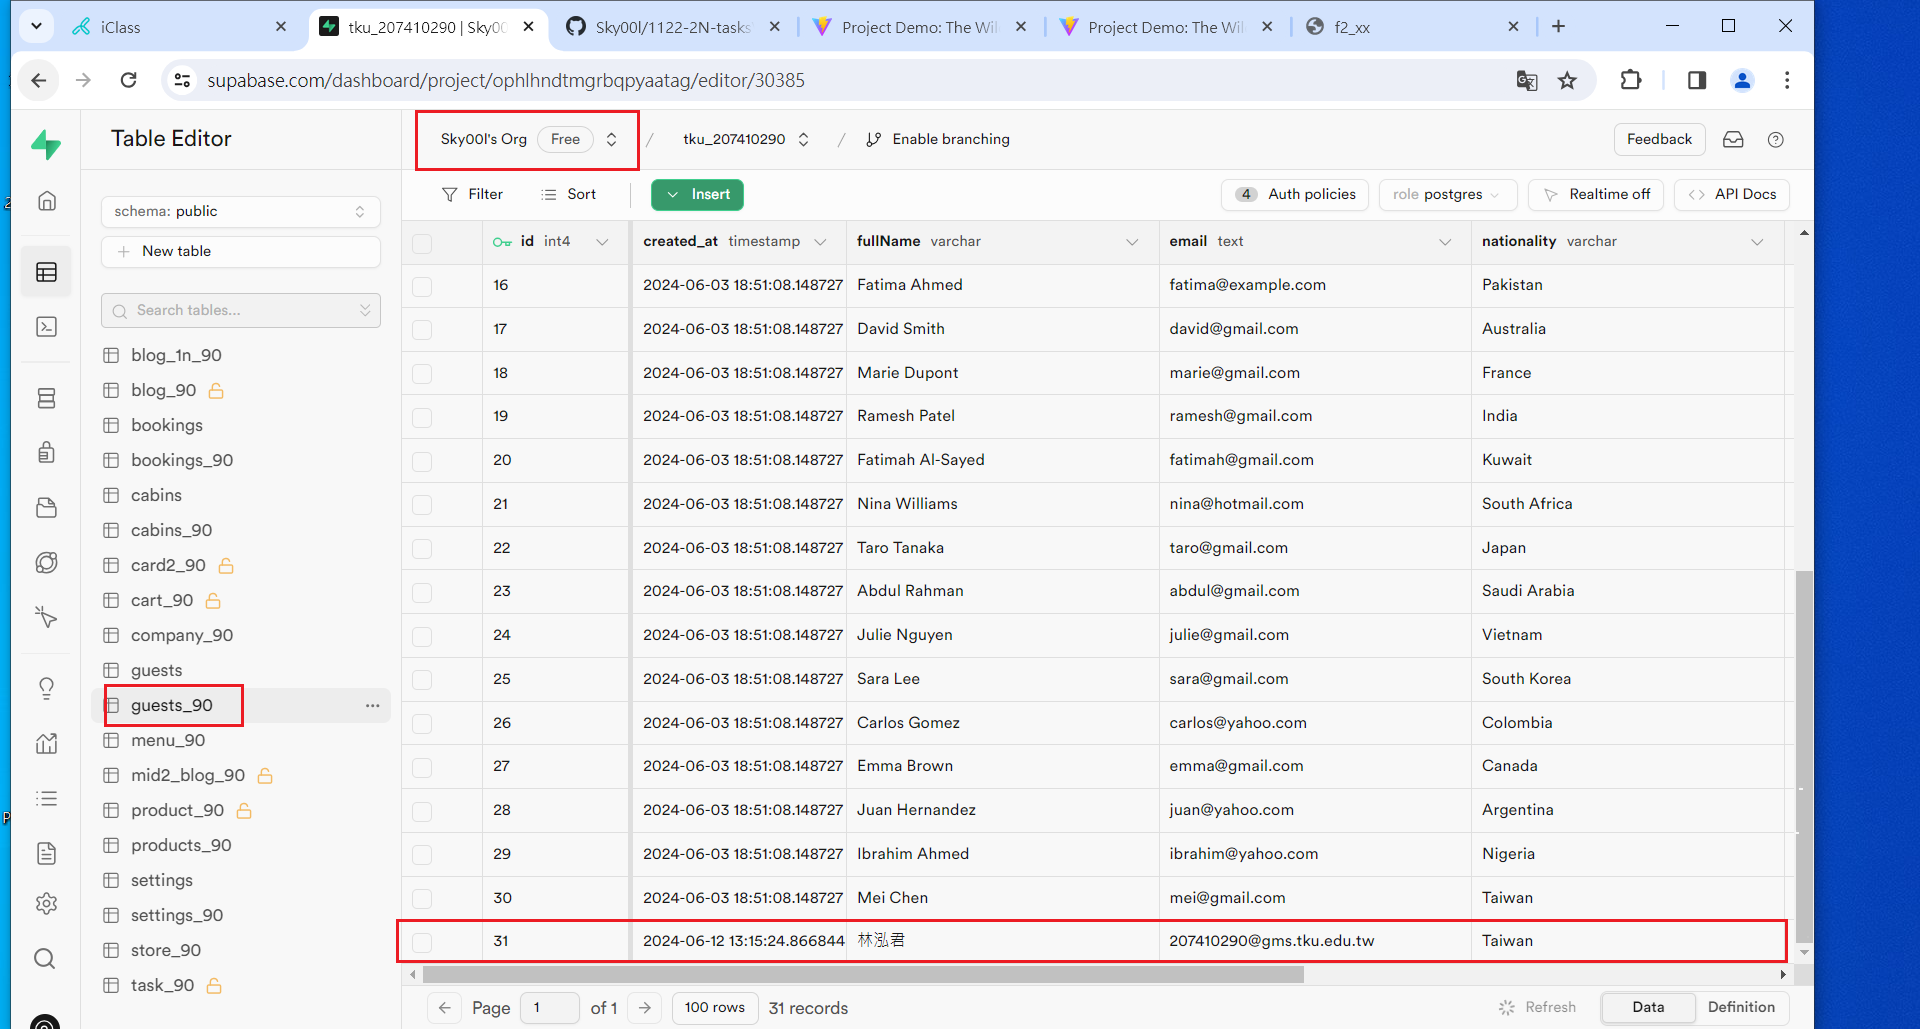 iClass
tku_207410290 | Sky00
Sky00l/1122-2N-tasks
Project Demo: The Wil
Project Demo: The Wil
f2_xx
supabase.com/dashboard/project/ophlhndtmgrbqpyaatag/editor/30385
Table Editor
Sky00l's Org Free / tku_207410290 / Enable branching
Feedback
schema: public
New table
Search tables...
blog_1n_90
blog_90
bookings
bookings_90
cabins
cabins_90
card2_90
cart_90
company_90
guests
guests_90
menu_90
mid2_blog_90
product_90
products_90
settings
settings_90
store_90
task_90
Filter Sort Insert
4 Auth policies role postgres Realtime off API Docs
id int4 created_at timestamp fullName varchar email text nationality varchar
16 2024-06-03 18:51:08.148727 Fatima Ahmed fatima@example.com Pakistan
17 2024-06-03 18:51:08.148727 David Smith david@gmail.com Australia
18 2024-06-03 18:51:08.148727 Marie Dupont marie@gmail.com France
19 2024-06-03 18:51:08.148727 Ramesh Patel ramesh@gmail.com India
20 2024-06-03 18:51:08.148727 Fatimah Al-Sayed fatimah@gmail.com Kuwait
21 2024-06-03 18:51:08.148727 Nina Williams nina@hotmail.com South Africa
22 2024-06-03 18:51:08.148727 Taro Tanaka taro@gmail.com Japan
23 2024-06-03 18:51:08.148727 Abdul Rahman abdul@gmail.com Saudi Arabia
24 2024-06-03 18:51:08.148727 Julie Nguyen julie@gmail.com Vietnam
25 2024-06-03 18:51:08.148727 Sara Lee sara@gmail.com South Korea
26 2024-06-03 18:51:08.148727 Carlos Gomez carlos@yahoo.com Colombia
27 2024-06-03 18:51:08.148727 Emma Brown emma@gmail.com Canada
28 2024-06-03 18:51:08.148727 Juan Hernandez juan@yahoo.com Argentina
29 2024-06-03 18:51:08.148727 Ibrahim Ahmed ibrahim@yahoo.com Nigeria
30 2024-06-03 18:51:08.148727 Mei Chen mei@gmail.com Taiwan
31 2024-06-12 13:15:24.866844 林泓君 207410290@gms.tku.edu.tw Taiwan
Page 1 of 1 100 rows 31 records
Refresh Data Definition